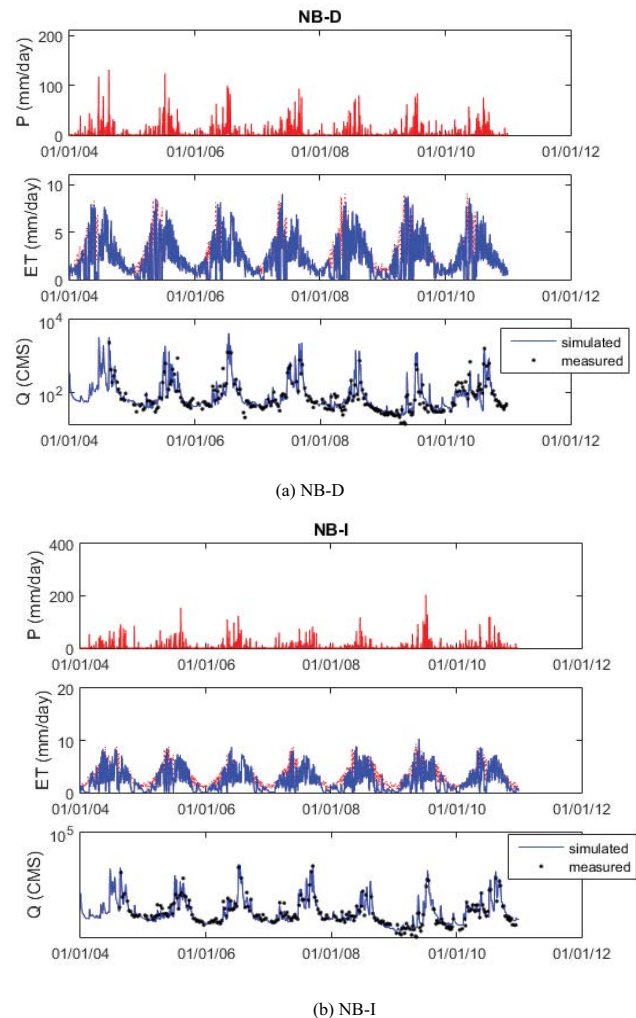 NB-D
P (mm/day)
200
100
0
01/01/04 01/01/06 01/01/08 01/01/10 01/01/12
ET (mm/day)
10
5
0
01/01/04 01/01/06 01/01/08 01/01/10 01/01/12
Q (CMS)
10^4
10^2
simulated
measured
01/01/04 01/01/06 01/01/08 01/01/10 01/01/12
(a) NB-D
NB-I
P (mm/day)
400
200
0
01/01/04 01/01/06 01/01/08 01/01/10 01/01/12
ET (mm/day)
20
10
0
01/01/04 01/01/06 01/01/08 01/01/10 01/01/12
Q (CMS)
10^5
simulated
measured
01/01/04 01/01/06 01/01/08 01/01/10 01/01/12
(b) NB-I